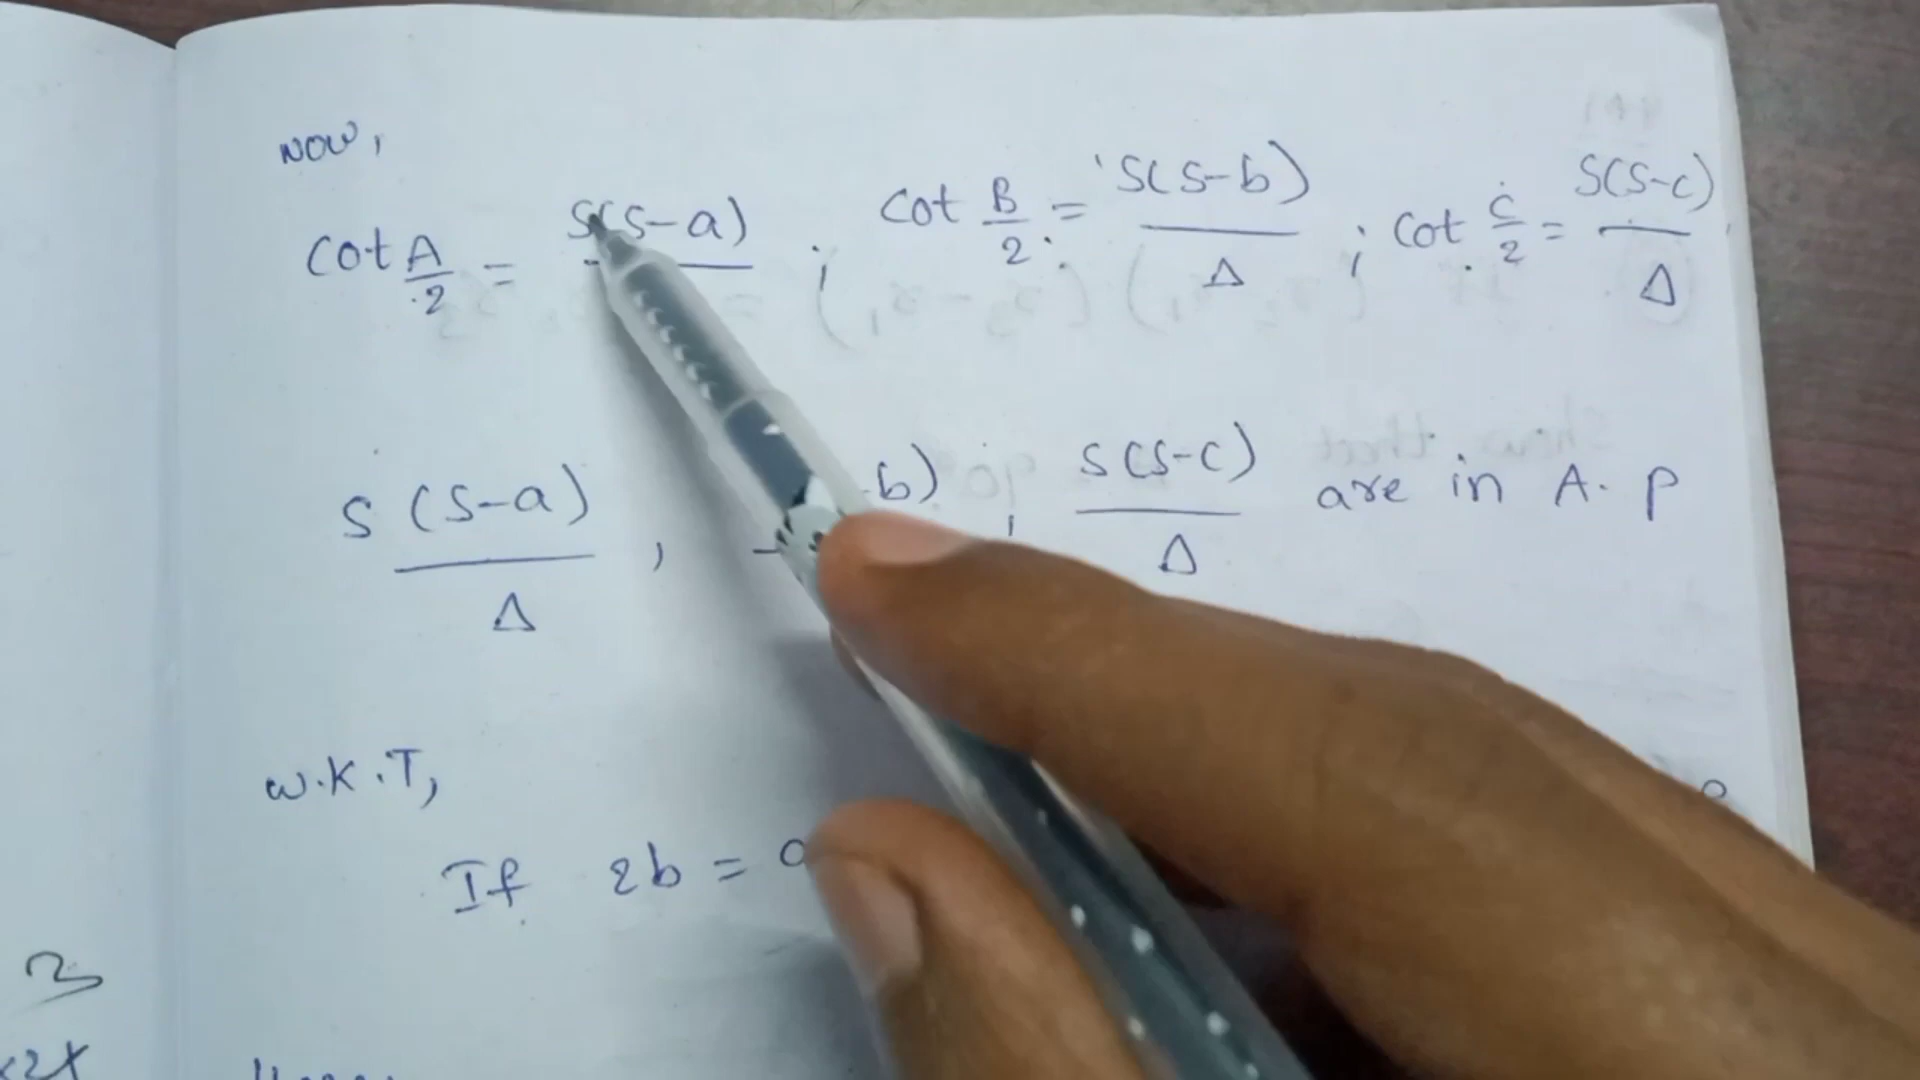 NOW,
cot A/2 = S(S-a) ; cot B/2 = S(S-b)/Δ ; cot C/2 = S(S-c)/Δ
S(S-a)/Δ , -b) , S(S-c)/Δ are in A.P
W.K.T,
If 2b =